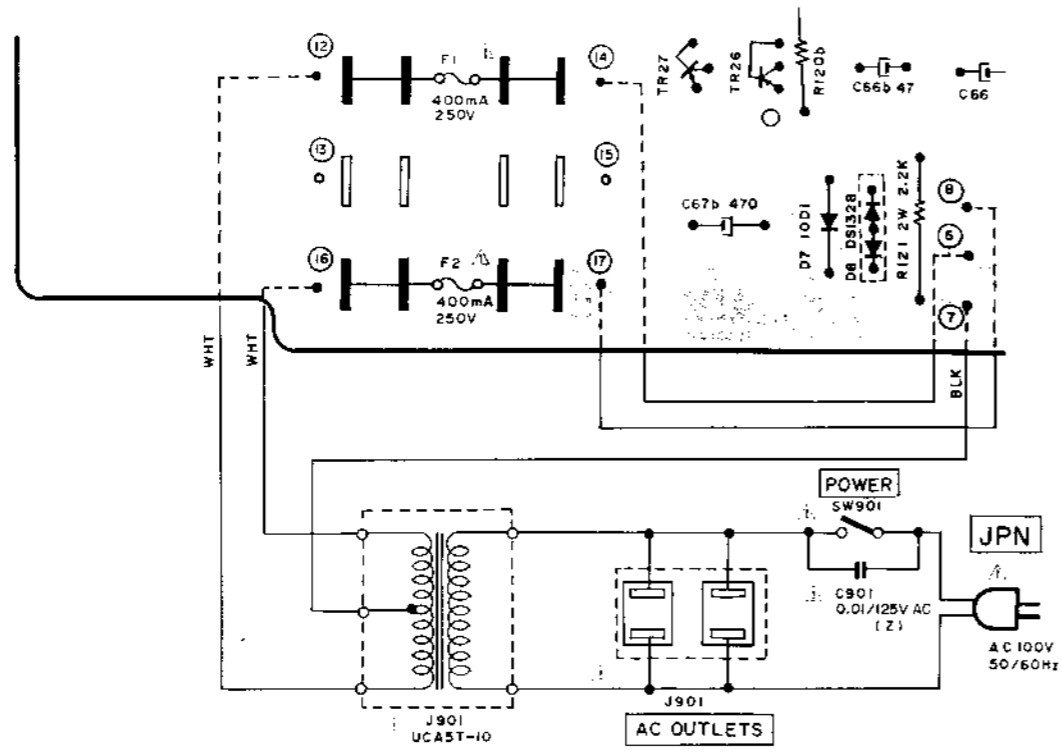 12
F1
400mA
250V
14
TR27
TR26
R120b
C66b 47
C66
13
15
C67b 470
D7 10D1
D8 DS132B
R121 2W 2.2K
8
6
7
16
F2
400mA
250V
17
WHT
WHT
BLK
POWER
SW901
JPN
C901
0.01/125V AC
(Z)
AC 100V
50/60Hz
J901
UCA5T-10
J901
AC OUTLETS